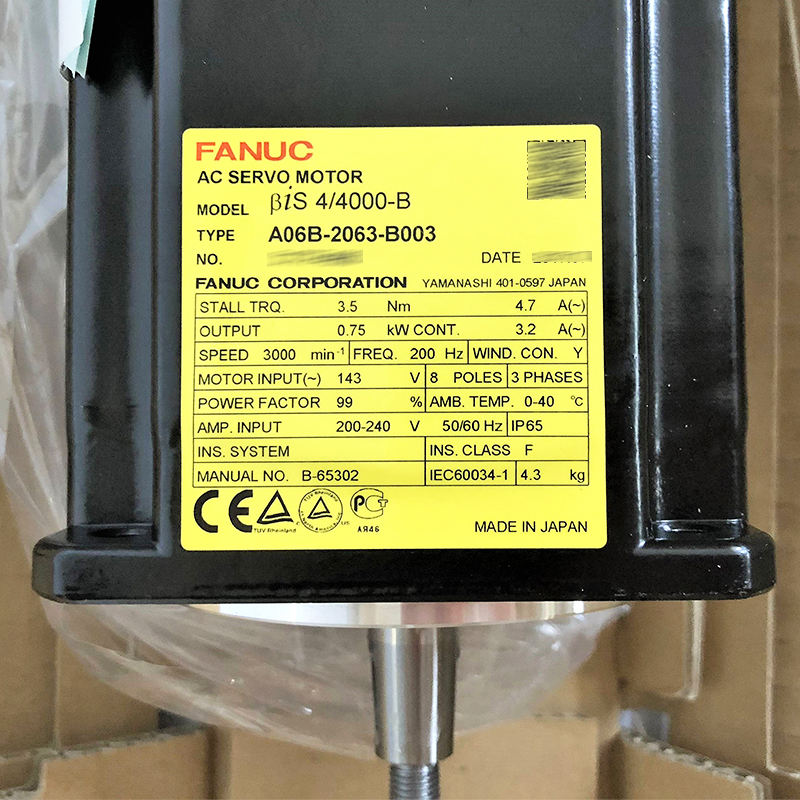 FANUC
AC SERVO MOTOR
MODEL βiS 4/4000-B
TYPE A06B-2063-B003
NO. DATE
FANUC CORPORATION YAMANASHI 401-0597 JAPAN
STALL TRQ. 3.5 Nm 4.7 A(~)
OUTPUT 0.75 kW CONT. 3.2 A(~)
SPEED 3000 min⁻¹ FREQ. 200 Hz WIND. CON. Y
MOTOR INPUT(~) 143 V 8 POLES 3 PHASES
POWER FACTOR 99 % AMB. TEMP. 0-40 ℃
AMP. INPUT 200-240 V 50/60 Hz IP65
INS. SYSTEM INS. CLASS F
MANUAL NO. B-65302 IEC60034-1 4.3 kg
CE TUV Rheinland C US PCT
АЯ46
MADE IN JAPAN